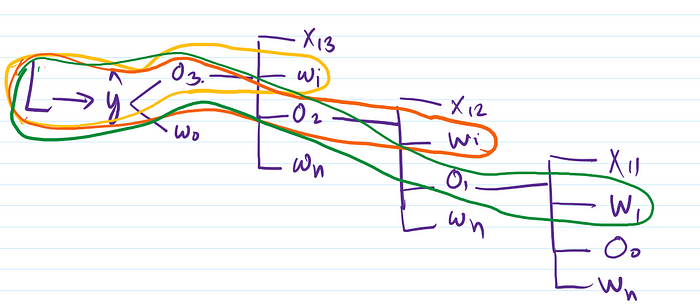 L → ŷ
O₃
w₀
x₁₃
wᵢ
O₂
wₙ
x₁₂
wᵢ
O₁
wₙ
x₁₁
w₁
O₀
wₙ